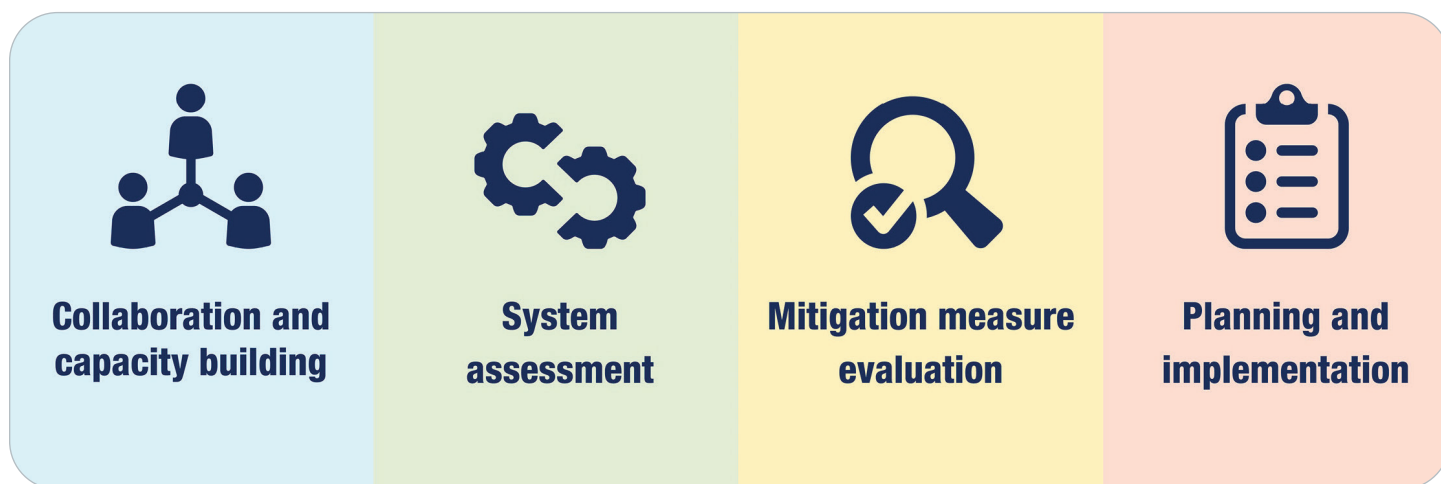 Collaboration and
capacity building
System
assessment
Mitigation measure
evaluation
Planning and
implementation